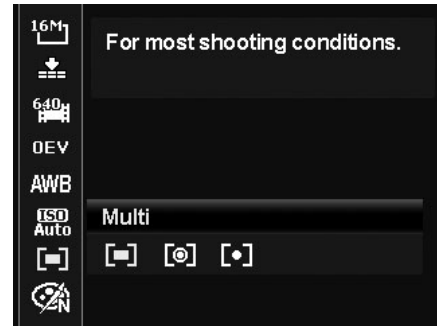 16M
For most shooting conditions.
640
0EV
AWB
ISO
Auto
Multi
N